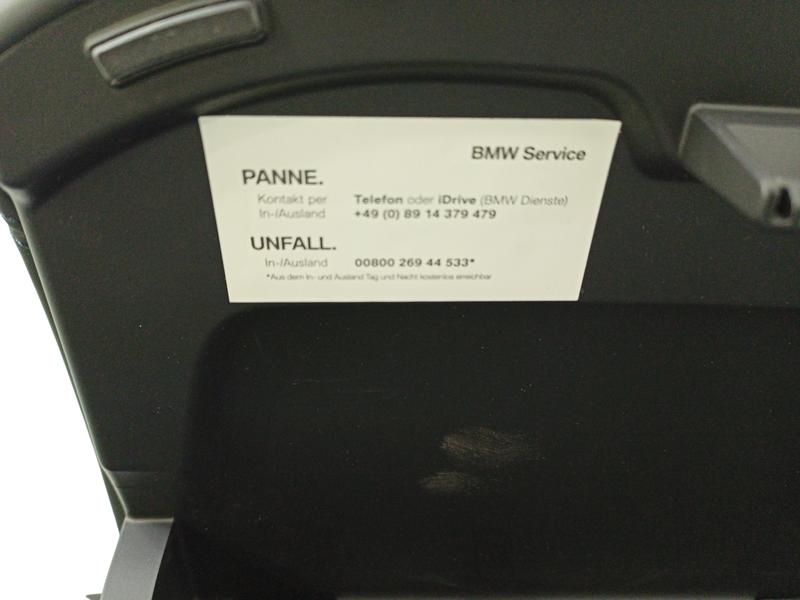 BMW Service
PANNE.
Kontakt per Telefon oder iDrive (BMW Dienste)
In-/Ausland +49 (0) 89 14 379 479
UNFALL.
In-/Ausland 00800 269 44 533*
*Aus dem In- und Ausland Tag und Nacht kostenlos erreichbar